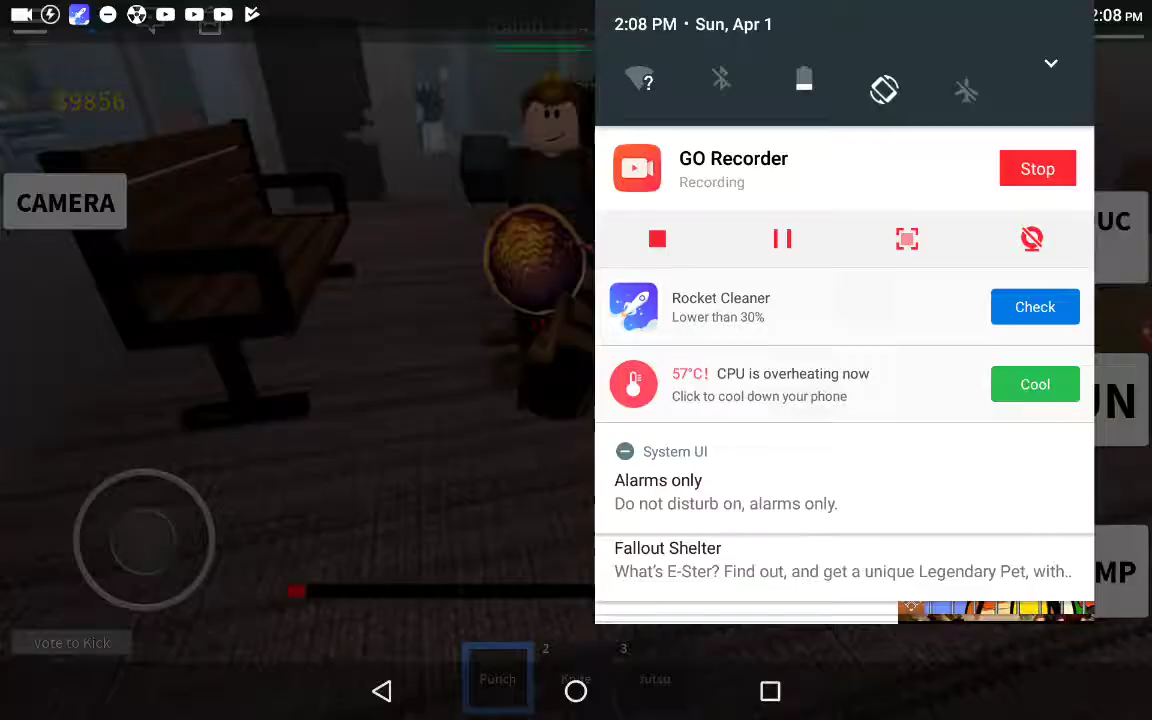 2:08 PM • Sun, Apr 1
2:08 PM
?
39856
GO Recorder
Recording
Stop
CAMERA
UC
Rocket Cleaner
Lower than 30%
Check
57°C! CPU is overheating now
Click to cool down your phone
Cool
UN
System UI
Alarms only
Do not disturb on, alarms only.
Fallout Shelter
What's E-Ster? Find out, and get a unique Legendary Pet, with..
MP
Vote to Kick
2
3
Punch
Jutsu